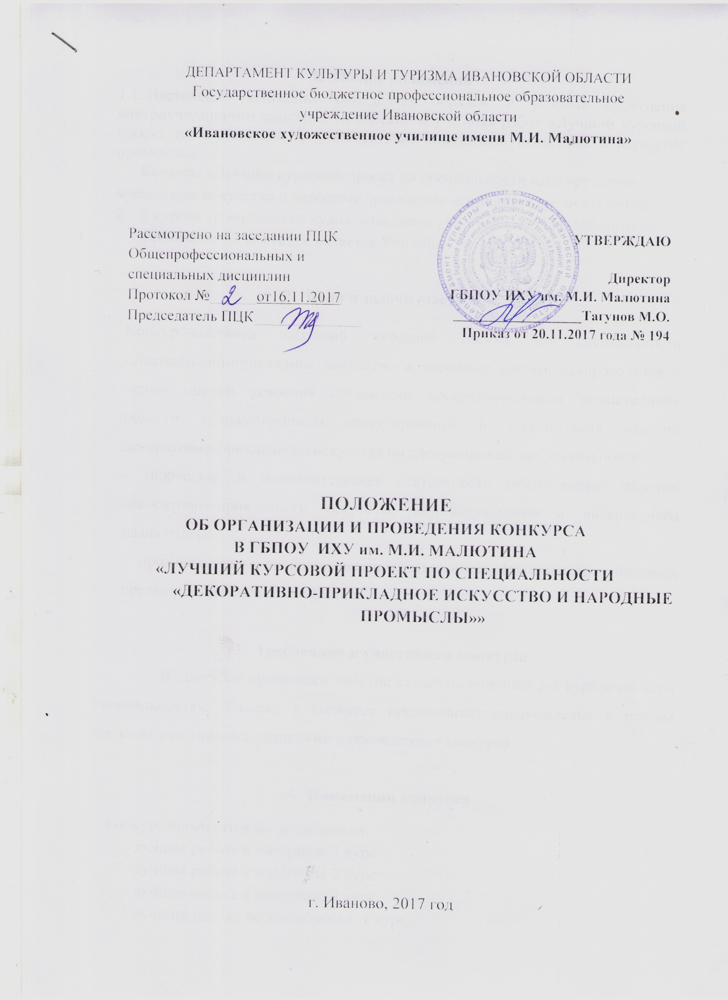 ДЕПАРТАМЕНТ КУЛЬТУРЫ И ТУРИЗМА ИВАНОВСКОЙ ОБЛАСТИ
Государственное бюджетное профессиональное образовательное
учреждение Ивановской области
«Ивановское художественное училище имени М.И. Малютина»
Рассмотрено на заседании ПЦК
Общепрофессиональных и
специальных дисциплин
Протокол № 2 от16.11.2017
Председатель ПЦК
УТВЕРЖДАЮ
Директор
ГБПОУ ИХУ им. М.И. Малютина
Тагунов М.О.
Приказ от 20.11.2017 года № 194
ПОЛОЖЕНИЕ
ОБ ОРГАНИЗАЦИИ И ПРОВЕДЕНИЯ КОНКУРСА
В ГБПОУ ИХУ им. М.И. МАЛЮТИНА
«ЛУЧШИЙ КУРСОВОЙ ПРОЕКТ ПО СПЕЦИАЛЬНОСТИ
«ДЕКОРАТИВНО-ПРИКЛАДНОЕ ИСКУССТВО И НАРОДНЫЕ
ПРОМЫСЛЫ»»
г. Иваново, 2017 год